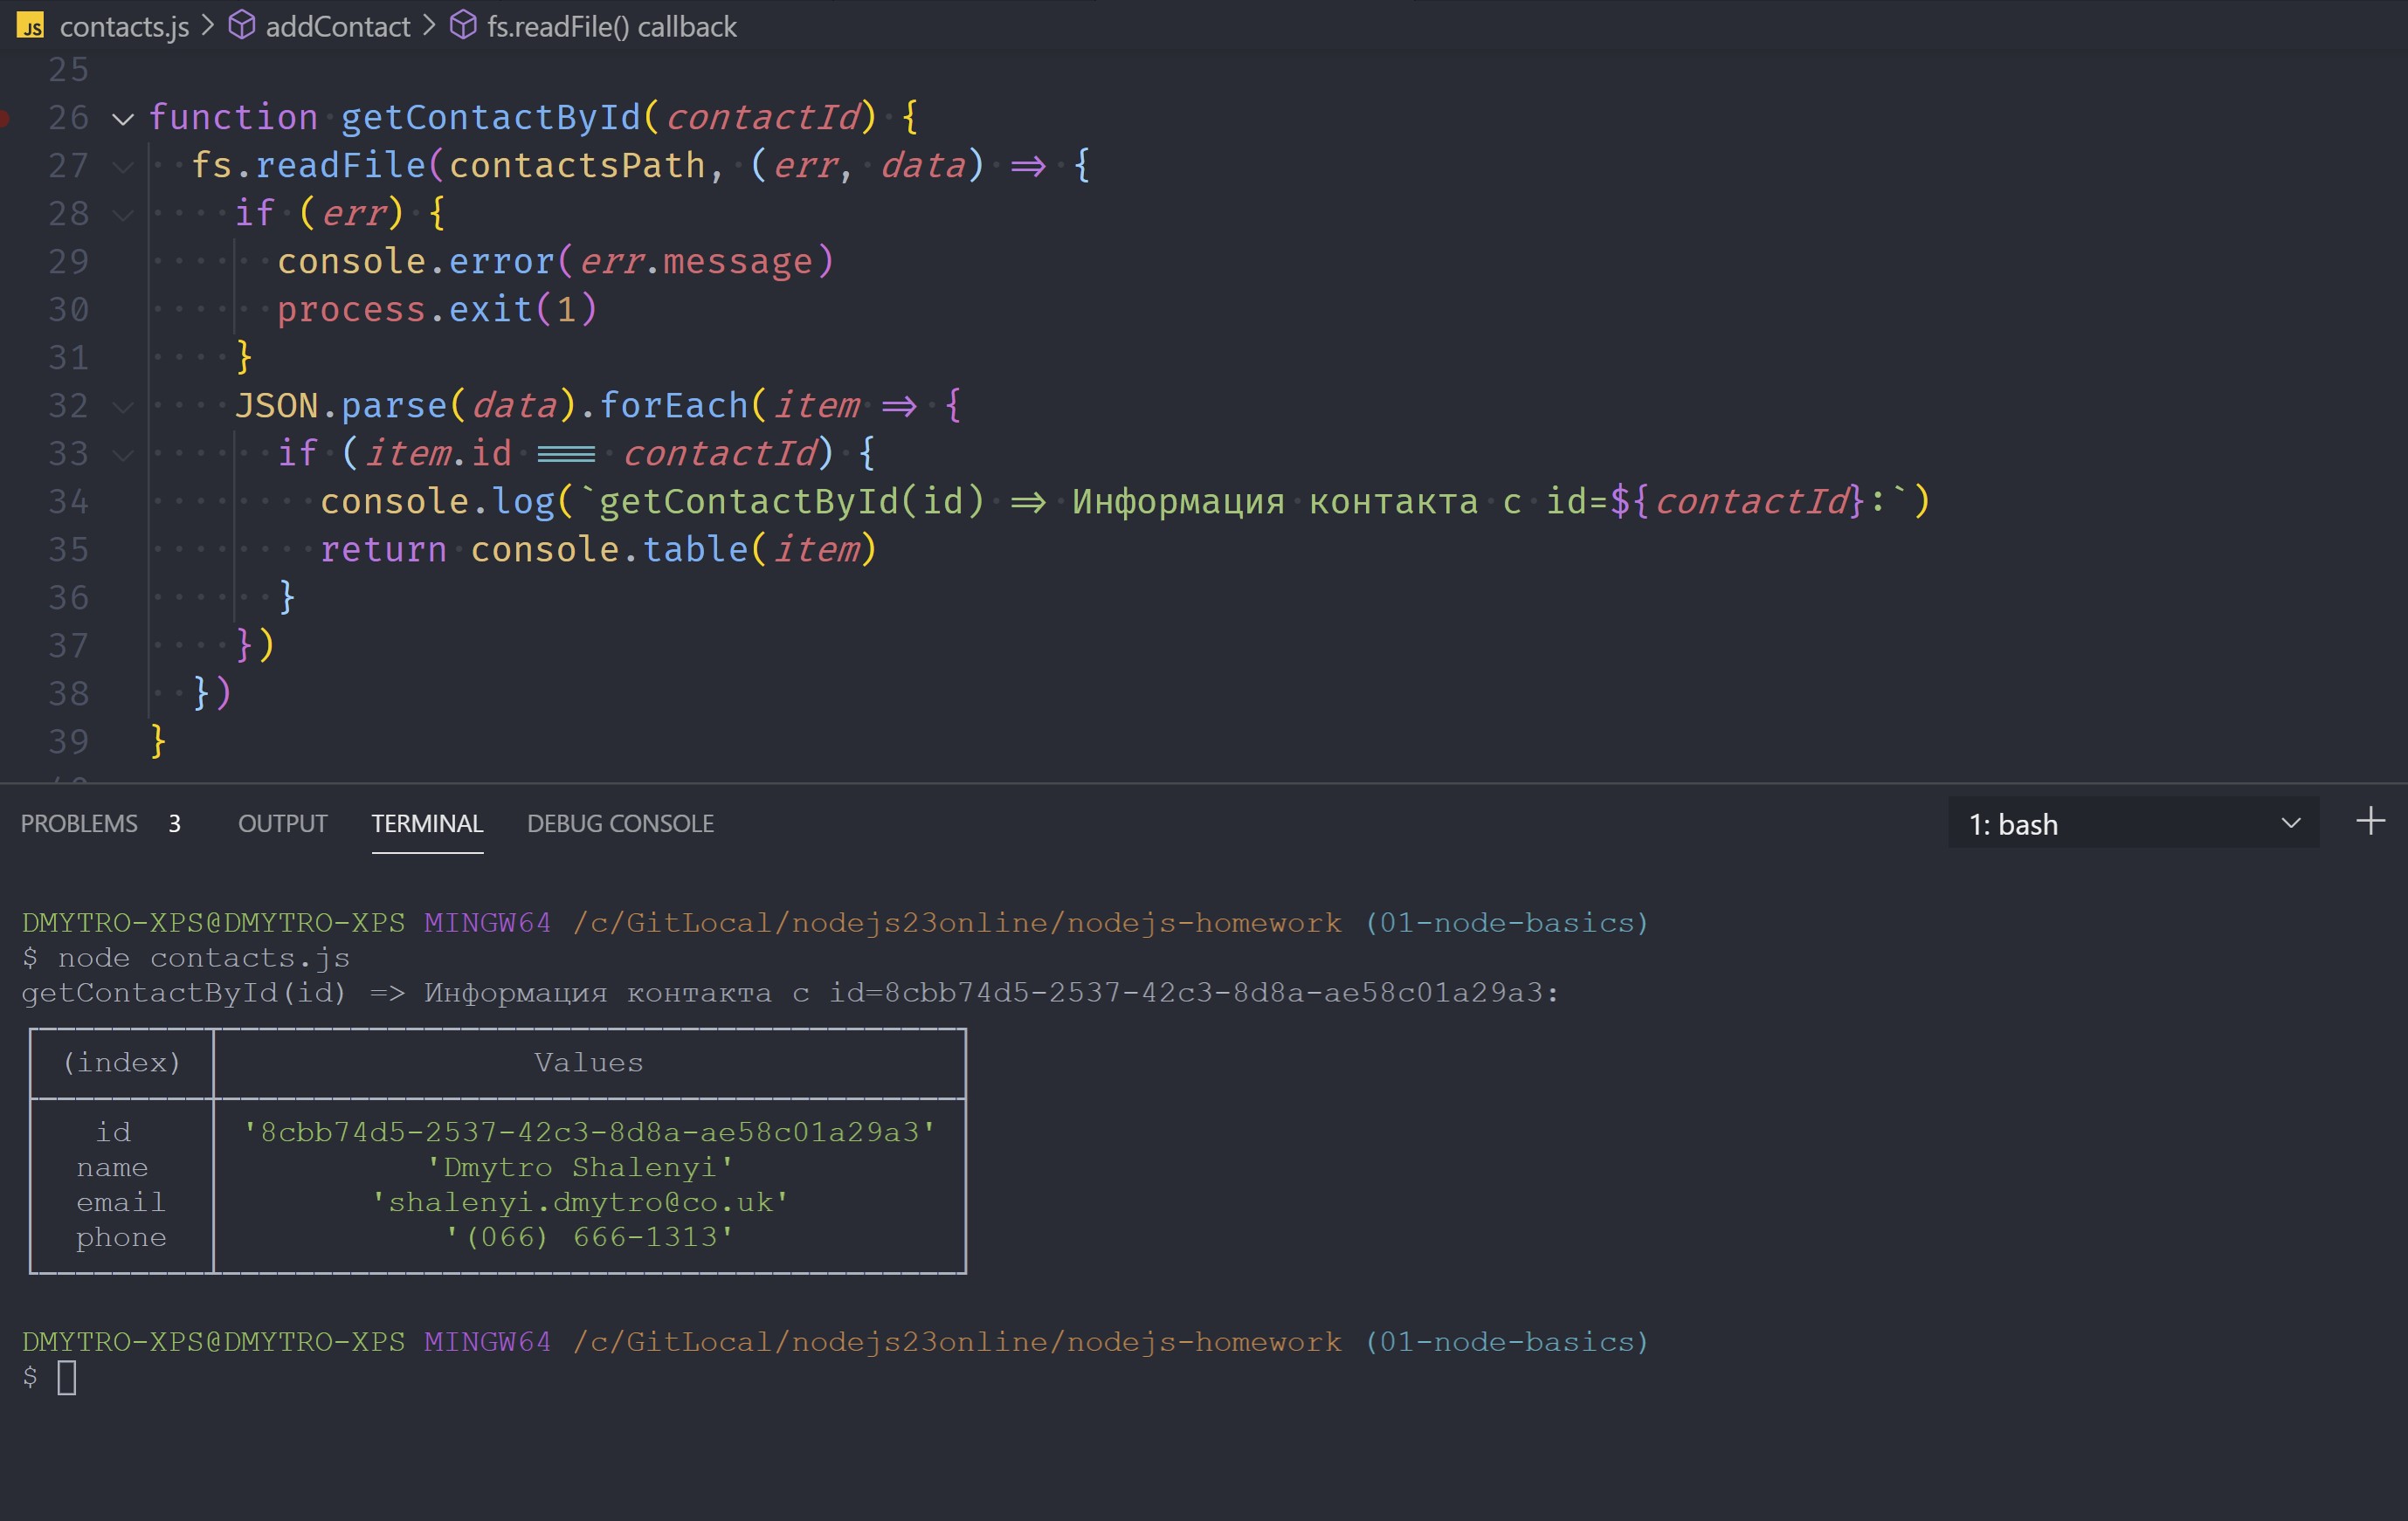 JS contacts.js > addContact > fs.readFile() callback
25
26 function getContactById(contactId) {
27 fs.readFile(contactsPath, (err, data) => {
28 if (err) {
29 console.error(err.message)
30 process.exit(1)
31 }
32 JSON.parse(data).forEach(item => {
33 if (item.id === contactId) {
34 console.log(`getContactById(id) => Информация контакта с id=${contactId}:`)
35 return console.table(item)
36 }
37 })
38 })
39 }
PROBLEMS 3 OUTPUT TERMINAL DEBUG CONSOLE 1: bash
DMYTRO-XPS@DMYTRO-XPS MINGW64 /c/GitLocal/nodejs23online/nodejs-homework (01-node-basics)
$ node contacts.js
getContactById(id) => Информация контакта с id=8cbb74d5-2537-42c3-8d8a-ae58c01a29a3:
(index) Values
id '8cbb74d5-2537-42c3-8d8a-ae58c01a29a3'
name 'Dmytro Shalenyi'
email 'shalenyi.dmytro@co.uk'
phone '(066) 666-1313'
DMYTRO-XPS@DMYTRO-XPS MINGW64 /c/GitLocal/nodejs23online/nodejs-homework (01-node-basics)
$